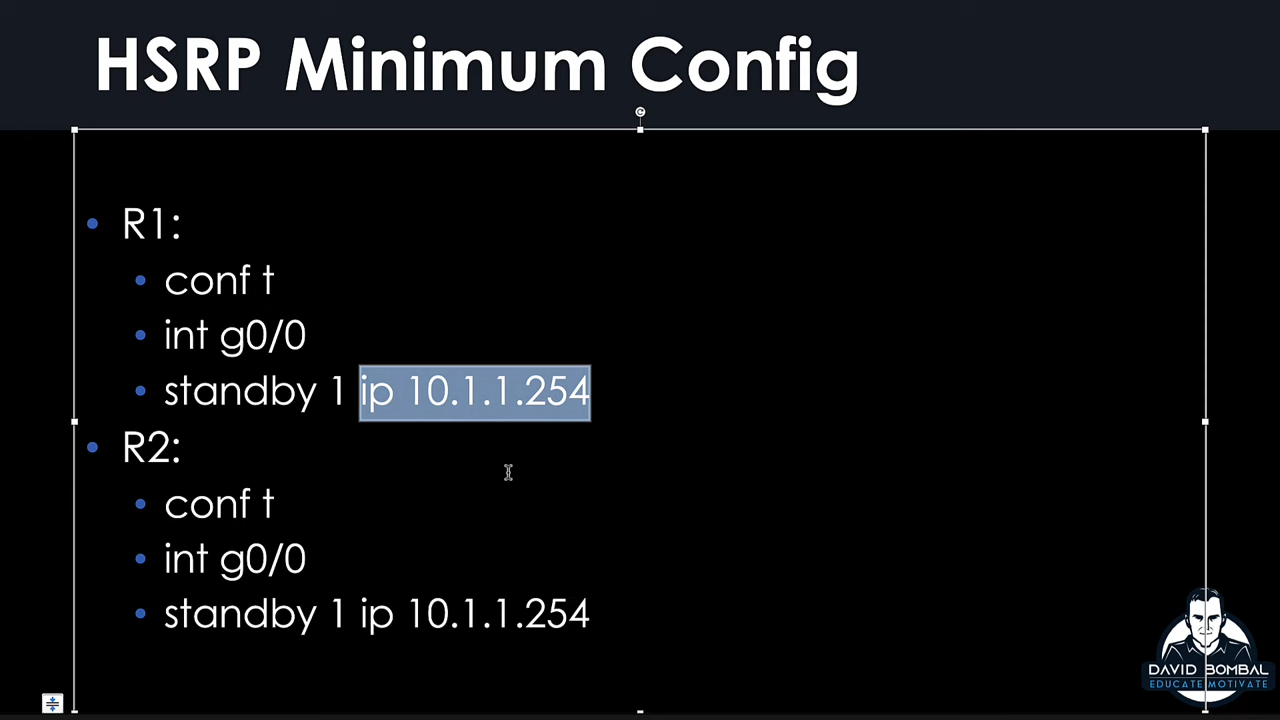 HSRP Minimum Config
R1:
conf t
int g0/0
standby 1 ip 10.1.1.254
R2:
conf t
int g0/0
standby 1 ip 10.1.1.254
DAVID BOMBAL
EDUCATE MOTIVATE